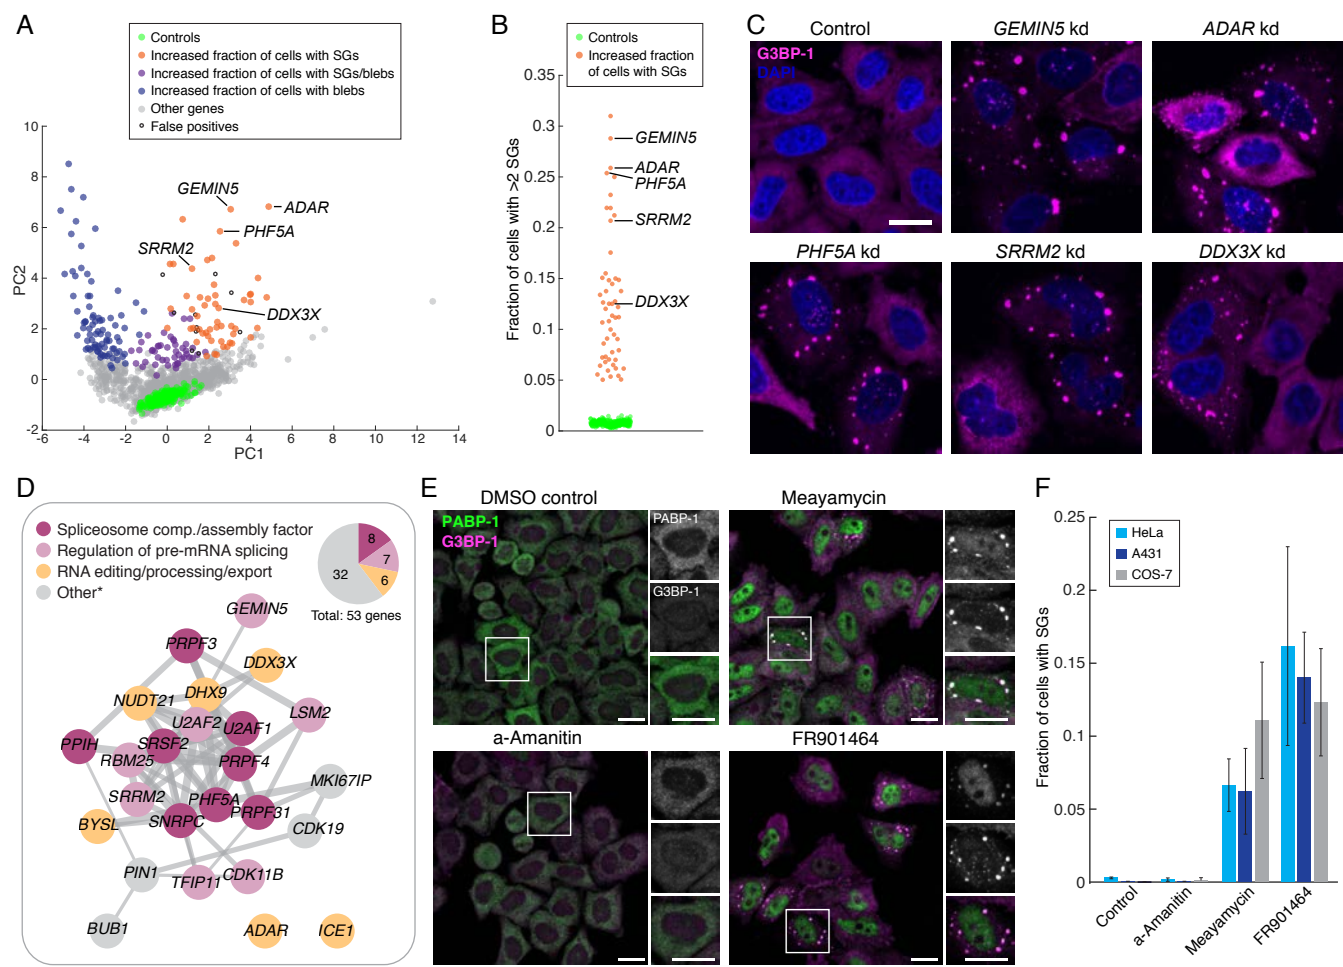 A
Controls
Increased fraction of cells with SGs
Increased fraction of cells with SGs/blebs
Increased fraction of cells with blebs
Other genes
False positives
10
8
6
4
2
0
-2
PC2
-6
-4
-2
0
2
4
6
8
10
12
14
PC1
GEMIN5
ADAR
PHF5A
SRRM2
DDX3X
B
Controls
Increased fraction
of cells with SGs
0.35
0.3
0.25
0.2
0.15
0.1
0.05
0
Fraction of cells with >2 SGs
GEMIN5
ADAR
PHF5A
SRRM2
DDX3X
C
Control
GEMIN5 kd
ADAR kd
G3BP-1
DAPI
PHF5A kd
SRRM2 kd
DDX3X kd
D
Spliceosome comp./assembly factor
Regulation of pre-mRNA splicing
RNA editing/processing/export
Other*
8
7
6
32
Total: 53 genes
GEMIN5
PRPF3
DDX3X
DHX9
NUDT21
LSM2
U2AF2
U2AF1
PPIH
SRSF2
RBM25
PRPF4
MKI67IP
SRRM2
PHF5A
PRPF31
BYSL
SNRPC
CDK19
PIN1
TFIP11
CDK11B
BUB1
ADAR
ICE1
E
DMSO control
Meayamycin
PABP-1
G3BP-1
PABP-1
G3BP-1
a-Amanitin
FR901464
F
0.25
0.2
0.15
0.1
0.05
0
Fraction of cells with SGs
HeLa
A431
COS-7
Control
a-Amanitin
Meayamycin
FR901464